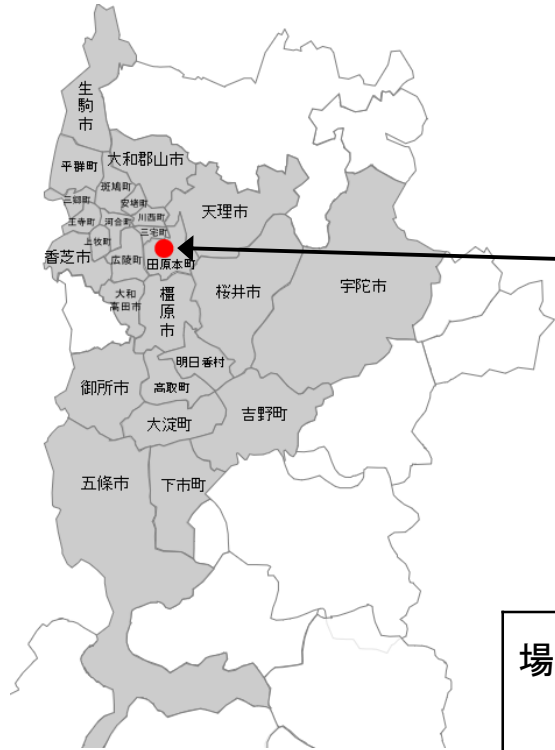 生駒市
平群町
大和郡山市
斑鳩町
安堵町
三郷町
川西町
天理市
王寺町
河合町
三宅町
上牧町
香芝市
広陵町
田原本町
大和
高田市
橿原市
桜井市
宇陀市
明日香村
御所市
高取町
大淀町
吉野町
五條市
下市町
場